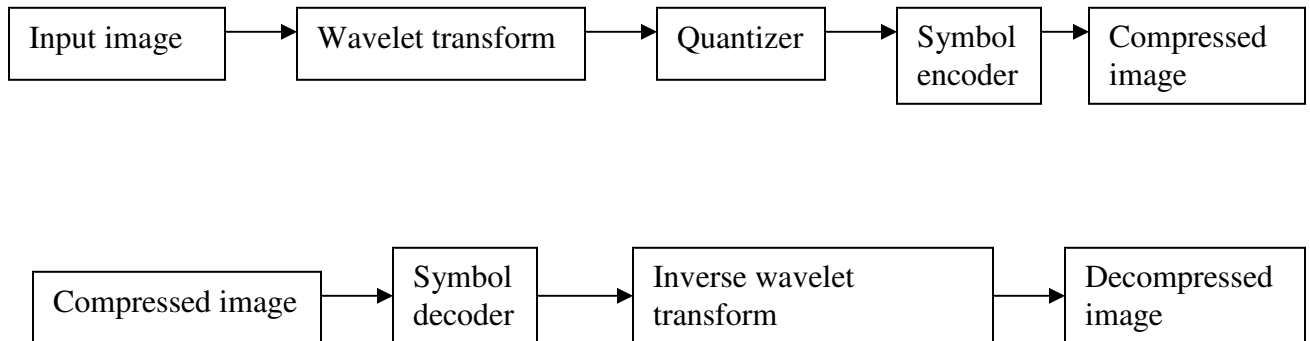 Input image
Wavelet transform
Quantizer
Symbol
encoder
Compressed
image
Compressed image
Symbol
decoder
Inverse wavelet
transform
Decompressed
image